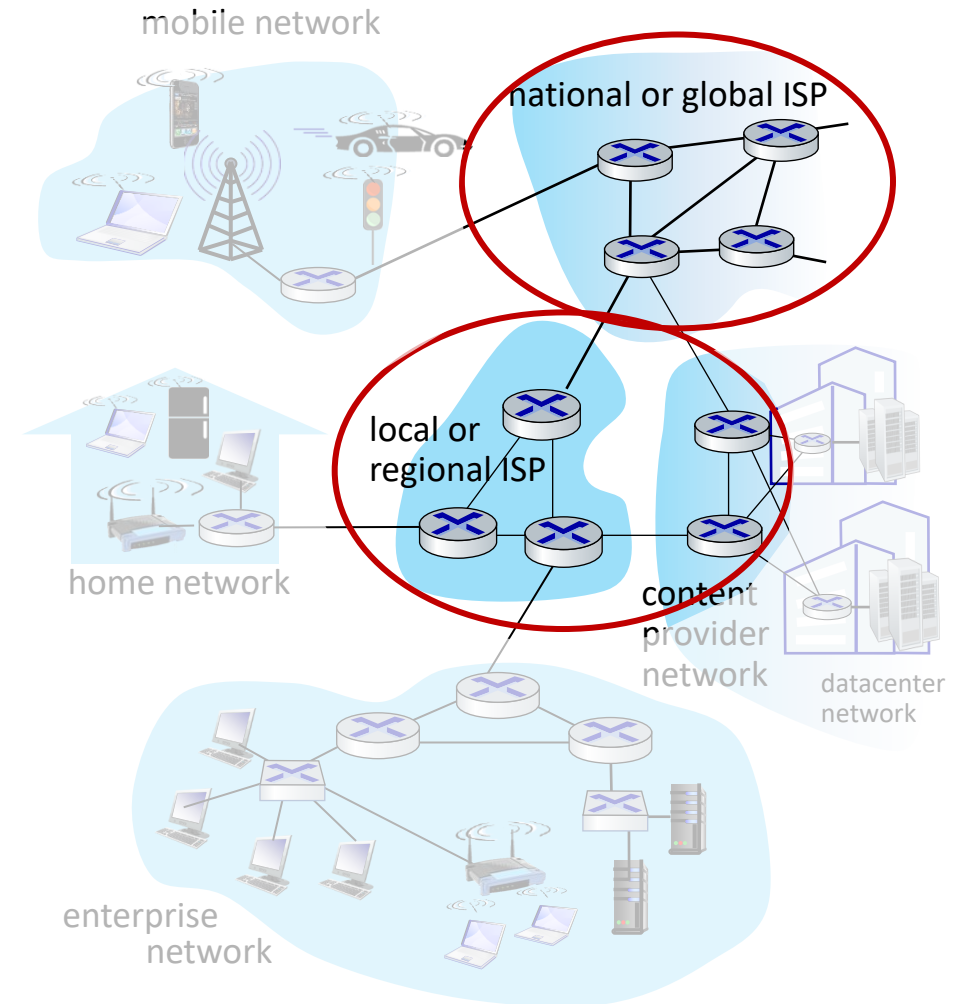 mobile network
national or global ISP
local or
regional ISP
home network
content
provider
network
datacenter
network
enterprise
network